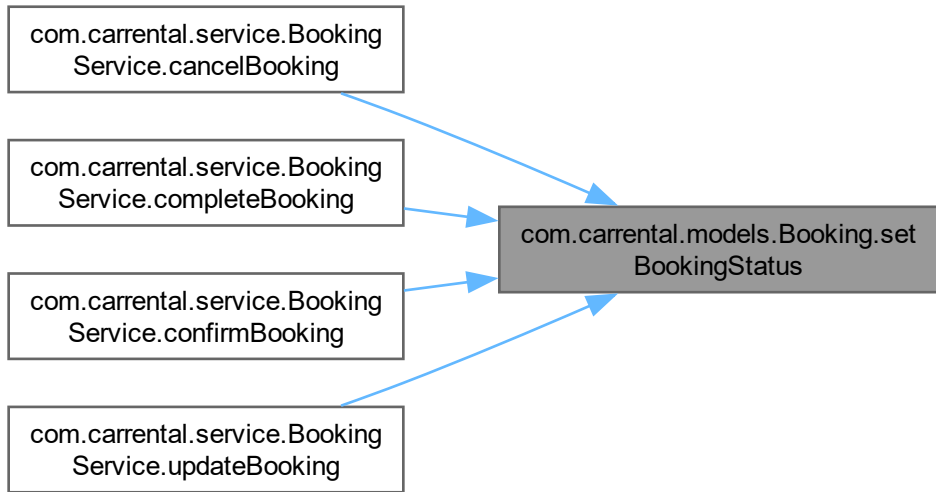 com.carrental.service.Booking
Service.cancelBooking
com.carrental.service.Booking
Service.completeBooking
com.carrental.models.Booking.set
BookingStatus
com.carrental.service.Booking
Service.confirmBooking
com.carrental.service.Booking
Service.updateBooking